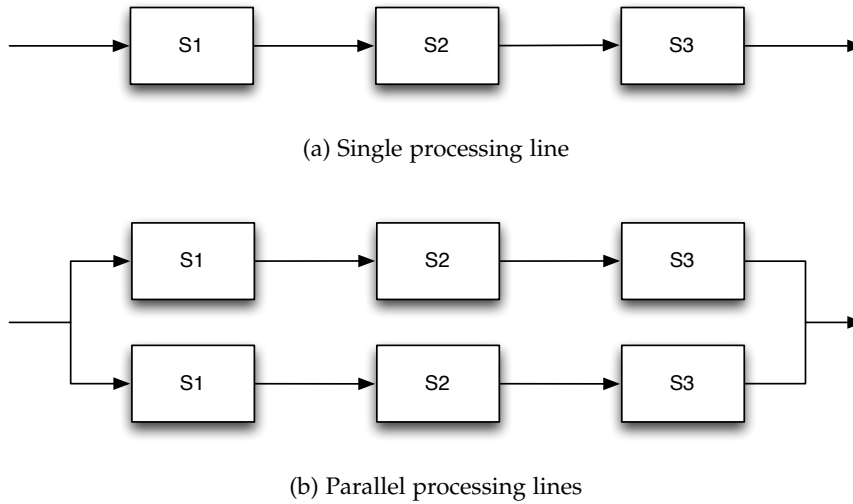 S1 S2 S3
(a) Single processing line
S1 S2 S3
S1 S2 S3
(b) Parallel processing lines